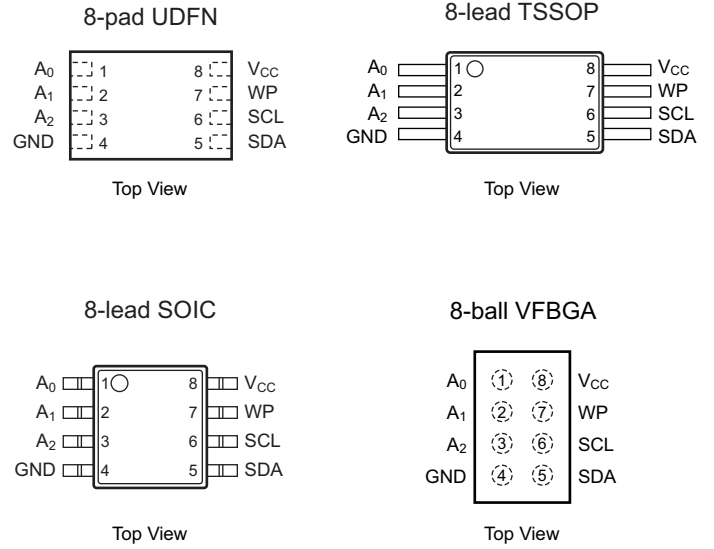 8-pad UDFN
A0 1 8 VCC
A1 2 7 WP
A2 3 6 SCL
GND 4 5 SDA
Top View
8-lead TSSOP
A0 1 8 VCC
A1 2 7 WP
A2 3 6 SCL
GND 4 5 SDA
Top View
8-lead SOIC
A0 1 8 VCC
A1 2 7 WP
A2 3 6 SCL
GND 4 5 SDA
Top View
8-ball VFBGA
A0 1 8 VCC
A1 2 7 WP
A2 3 6 SCL
GND 4 5 SDA
Top View